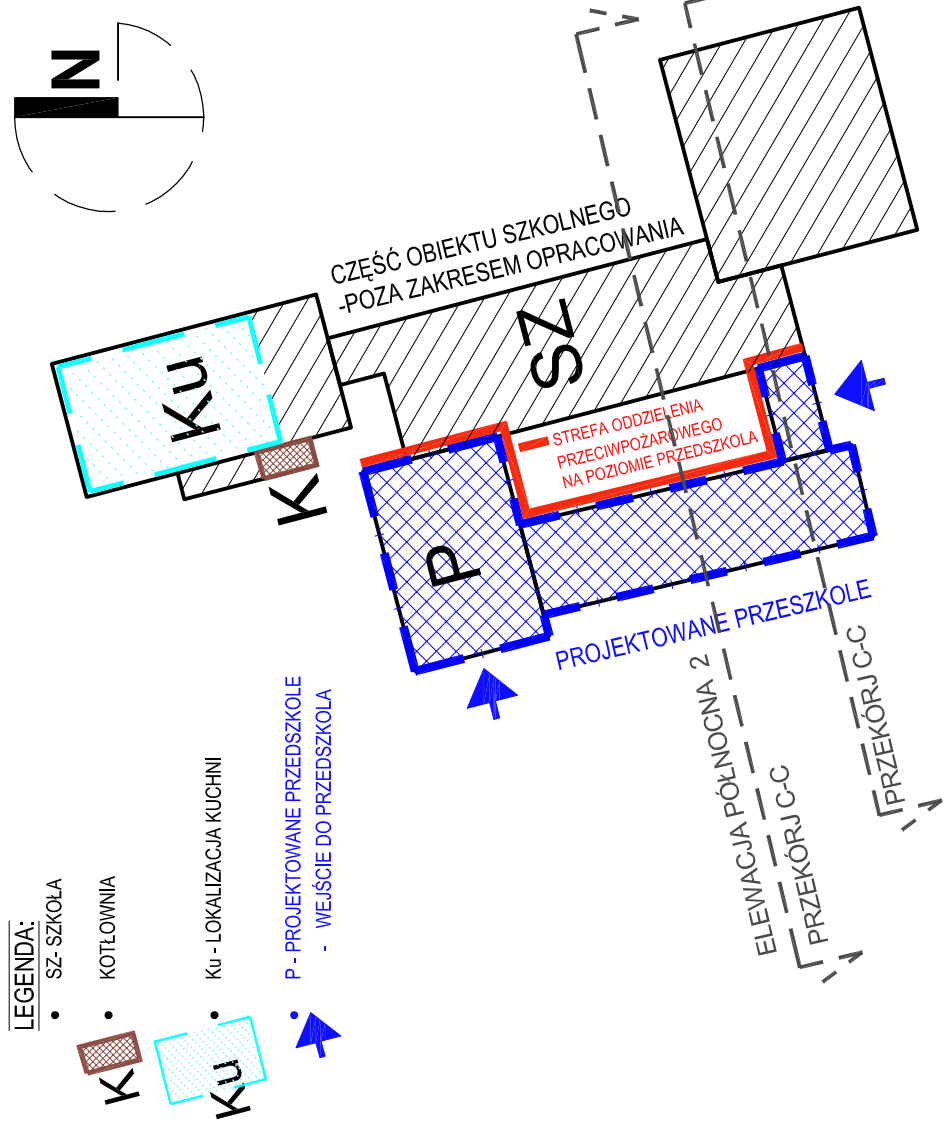 N
CZĘŚĆ OBIEKTU SZKOLNEGO
-POZA ZAKRESEM OPRACOWANIA
Ku
SZ
K
P
STREFA ODDZIELENIA
PRZECIWPOŻAROWEGO
NA POZIOMIE PRZEDSZKOLA
PROJEKTOWANE PRZESZKOLE
ELEWACJA PÓŁNOCNA 2
PRZEKÓRJ C-C
PRZEKÓRJ C-C
LEGENDA:
• SZ- SZKOŁA
K • KOTŁOWNIA
Ku • Ku - LOKALIZACJA KUCHNI
• P - PROJEKTOWANE PRZEDSZKOLE
- WEJŚCIE DO PRZEDSZKOLA